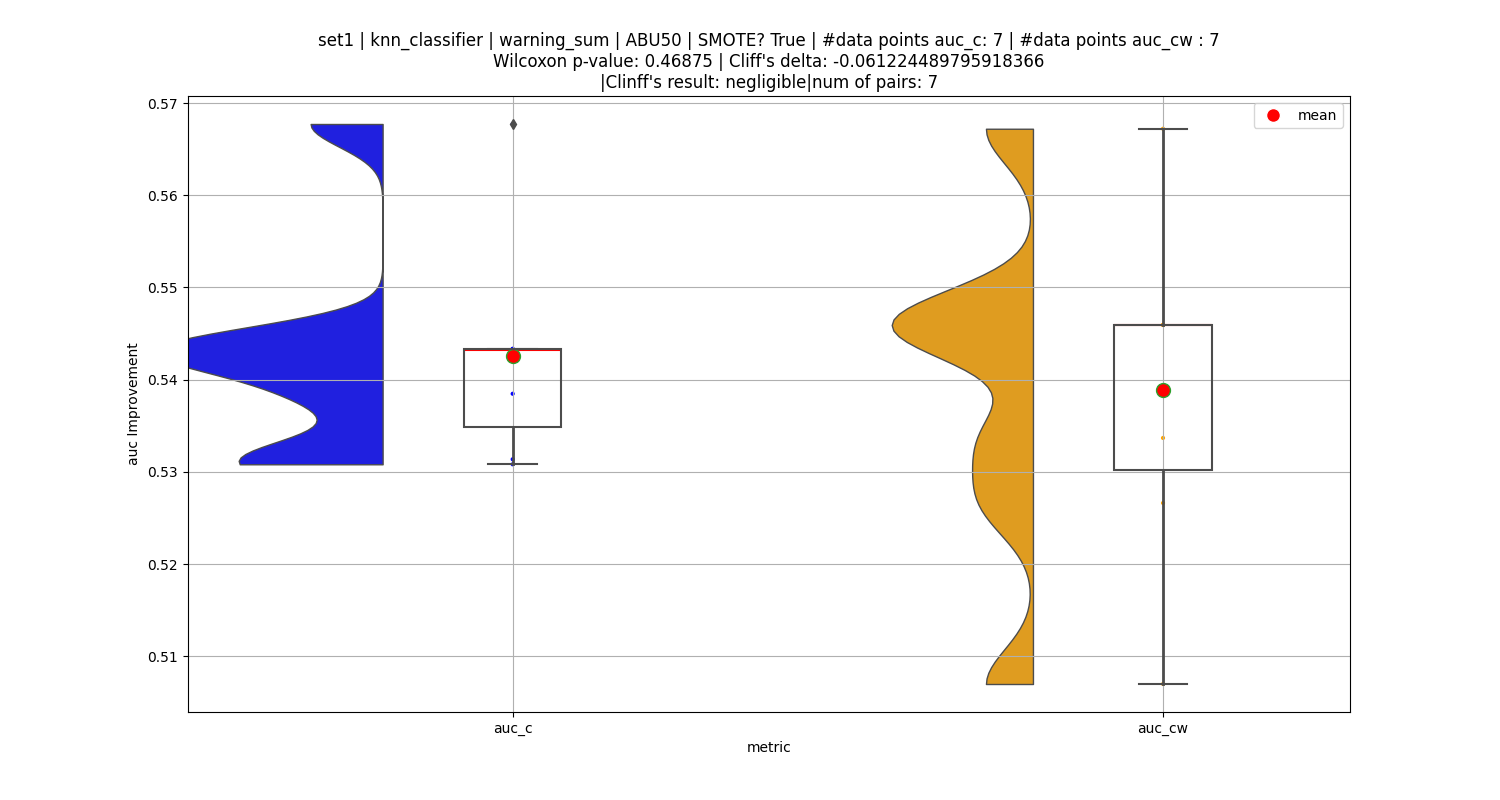 set1 | knn_classifier | warning_sum | ABU50 | SMOTE? True | #data points auc_c: 7 | #data points auc_cw : 7
Wilcoxon p-value: 0.46875 | Cliff's delta: -0.061224489795918366
|Clinff's result: negligible|num of pairs: 7
mean
0.57
0.56
0.55
0.54
0.53
0.52
0.51
auc Improvement
auc_c
auc_cw
metric